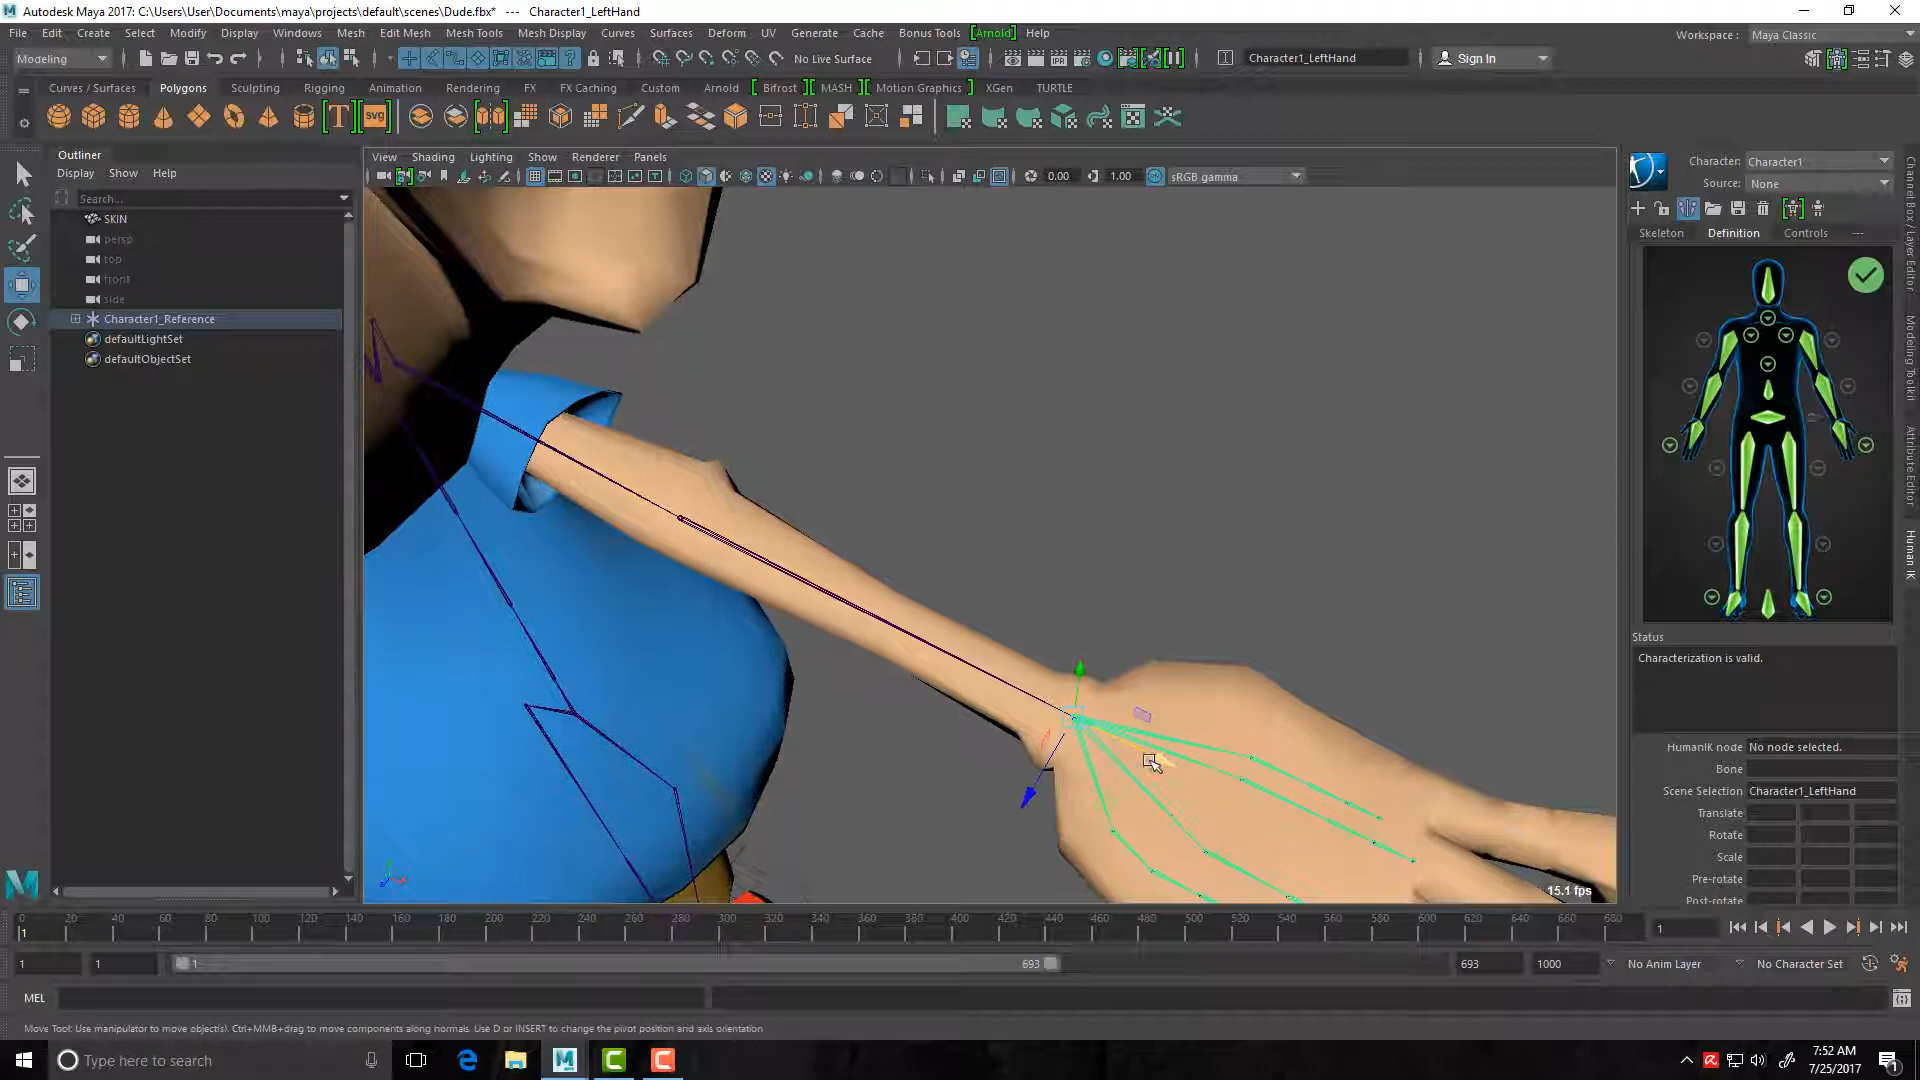 Autodesk Maya 2017: C:\Users\User\Documents\maya\projects\default\scenes\Dude.fbx* --- Character1_LeftHand
File Edit Create Select Modify Display Windows Mesh Edit Mesh Mesh Tools Mesh Display Curves Surfaces Deform UV Generate Cache Bonus Tools [Arnold] Help
Workspace : Maya Classic
Modeling
No Live Surface
Character1_LeftHand
Sign In
Curves / Surfaces Polygons Sculpting Rigging Animation Rendering FX FX Caching Custom Arnold Bifrost MASH Motion Graphics XGen TURTLE
T svg
IPR
Outliner
Display Show Help
Search...
SKIN
persp
top
front
side
Character1_Reference
defaultLightSet
defaultObjectSet
View Shading Lighting Show Renderer Panels
0.00 1.00 sRGB gamma
15.1 fps
Character: Character1
Source: None
Skeleton Definition Controls ---
Status
Characterization is valid.
HumanIK node No node selected.
Bone
Scene Selection Character1_LeftHand
Translate
Rotate
Scale
Pre-rotate
Post-rotate
Channel Box / Layer Editor
Modeling Toolkit
Attribute Editor
Human IK
0 20 40 60 80 100 120 140 160 180 200 220 240 260 280 300 320 340 360 380 400 420 440 460 480 500 520 540 560 580 600 620 640 660 680
1
1
1 1 1 693 693 1000 No Anim Layer No Character Set
MEL
Move Tool: Use manipulator to move object(s). Ctrl+MMB+drag to move components along normals. Use D or INSERT to change the pivot position and axis orientation
Type here to search
7:52 AM
7/25/2017
1